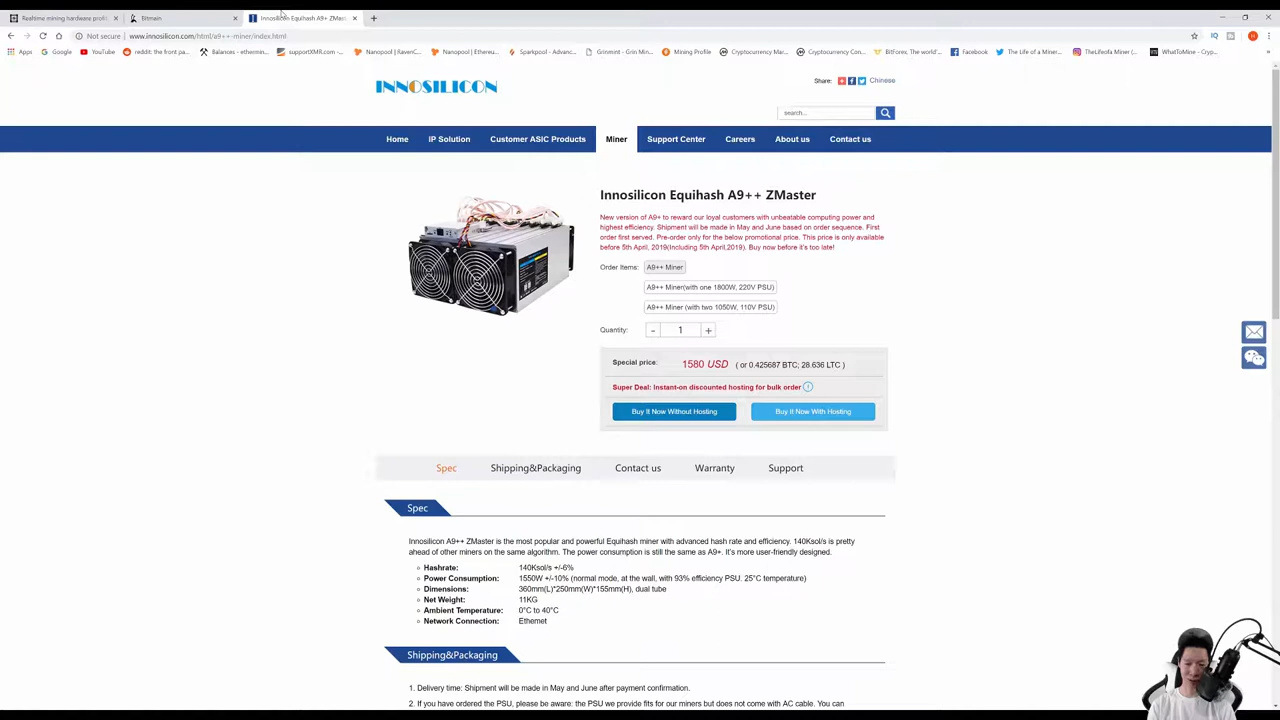 Realtime mining hardware profit
Bitmain
Innosilicon Equihash A9+ ZMast
Not secure | www.innosilicon.com/html/a9++-miner/index.html
Apps Google YouTube reddit: the front pa... Balances - ethermin... supportXMR.com -... Nanopool | RavenC... Nanopool | Ethereu... Sparkpool - Advanc... Grinmint - Grin Min... Mining Profile Cryptocurrency Mar... Cryptocurrency Con... BitForex, The world'... Facebook The Life of a Miner... TheLifeofa Miner (... WhatToMine - Cryp...
INNOSILICON
Share: Chinese
search...
Home IP Solution Customer ASIC Products Miner Support Center Careers About us Contact us
Innosilicon Equihash A9++ ZMaster
New version of A9+ to reward our loyal customers with unbeatable computing power and
highest efficiency. Shipment will be made in May and June based on order sequence. First
order first served. Pre-order only for the below promotional price. This price is only available
before 5th April, 2019(Including 5th April,2019). Buy now before it's too late!
Order Items: A9++ Miner
A9++ Miner(with one 1800W, 220V PSU)
A9++ Miner (with two 1050W, 110V PSU)
Quantity: - 1 +
Special price: 1580 USD ( or 0.425687 BTC; 28.636 LTC )
Super Deal: Instant-on discounted hosting for bulk order
Buy It Now Without Hosting Buy It Now With Hosting
Spec Shipping&Packaging Contact us Warranty Support
Spec
Innosilicon A9++ ZMaster is the most popular and powerful Equihash miner with advanced hash rate and efficiency. 140Ksol/s is pretty
ahead of other miners on the same algorithm. The power consumption is still the same as A9+. It's more user-friendly designed.
Hashrate: 140Ksol/s +/-6%
Power Consumption: 1550W +/-10% (normal mode, at the wall, with 93% efficiency PSU. 25°C temperature)
Dimensions: 360mm(L)*250mm(W)*155mm(H), dual tube
Net Weight: 11KG
Ambient Temperature: 0°C to 40°C
Network Connection: Ethernet
Shipping&Packaging
1. Delivery time: Shipment will be made in May and June after payment confirmation.
2. If you have ordered the PSU, please be aware: the PSU we provide fits for our miners but does not come with AC cable. You can